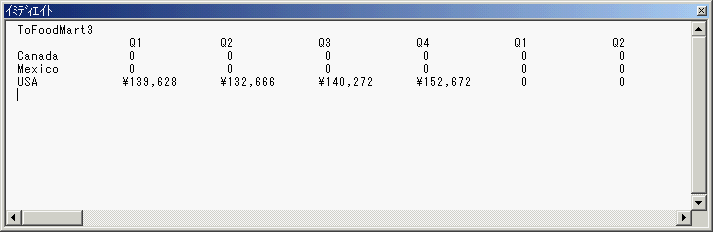 ｲﾐﾃﾞｨｴｲﾄ
ToFoodMart3
Q1 Q2 Q3 Q4 Q1 Q2
Canada 0 0 0 0 0 0
Mexico 0 0 0 0 0 0
USA ¥139,628 ¥132,666 ¥140,272 ¥152,672 0 0